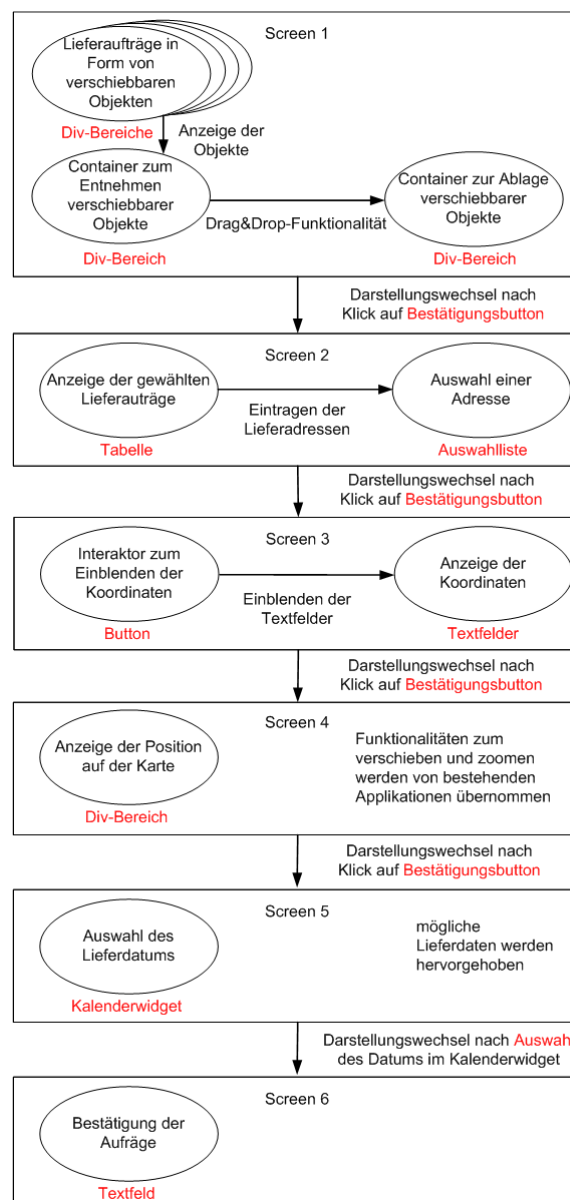 Screen 1
Lieferaufträge in
Form von
verschiebbaren
Objekten
Div-Bereiche
Anzeige der
Objekte
Container zum
Entnehmen
verschiebbarer
Objekte
Div-Bereich
Drag&Drop-Funktionalität
Container zur Ablage
verschiebbarer
Objekte
Div-Bereich
Darstellungswechsel nach
Klick auf Bestätigungsbutton
Screen 2
Anzeige der gewählten
Lieferauträge
Tabelle
Eintragen der
Lieferadressen
Auswahl einer
Adresse
Auswahlliste
Darstellungswechsel nach
Klick auf Bestätigungsbutton
Screen 3
Interaktor zum
Einblenden der
Koordinaten
Button
Einblenden der
Textfelder
Anzeige der
Koordinaten
Textfelder
Darstellungswechsel nach
Klick auf Bestätigungsbutton
Screen 4
Anzeige der Position
auf der Karte
Div-Bereich
Funktionalitäten zum
verschieben und zoomen
werden von bestehenden
Applikationen übernommen
Darstellungswechsel nach
Klick auf Bestätigungsbutton
Screen 5
Auswahl des
Lieferdatums
Kalenderwidget
mögliche
Lieferdaten werden
hervorgehoben
Darstellungswechsel nach Auswahl
des Datums im Kalenderwidget
Screen 6
Bestätigung der
Aufräge
Textfeld